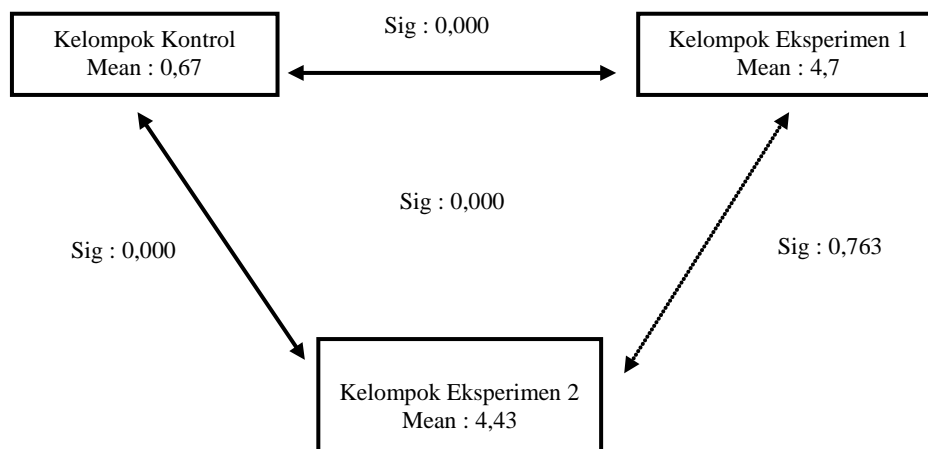 Sig : 0,000
Kelompok Kontrol
Mean : 0,67
Kelompok Eksperimen 1
Mean : 4,7
Sig : 0,000
Sig : 0,000
Sig : 0,763
Kelompok Eksperimen 2
Mean : 4,43